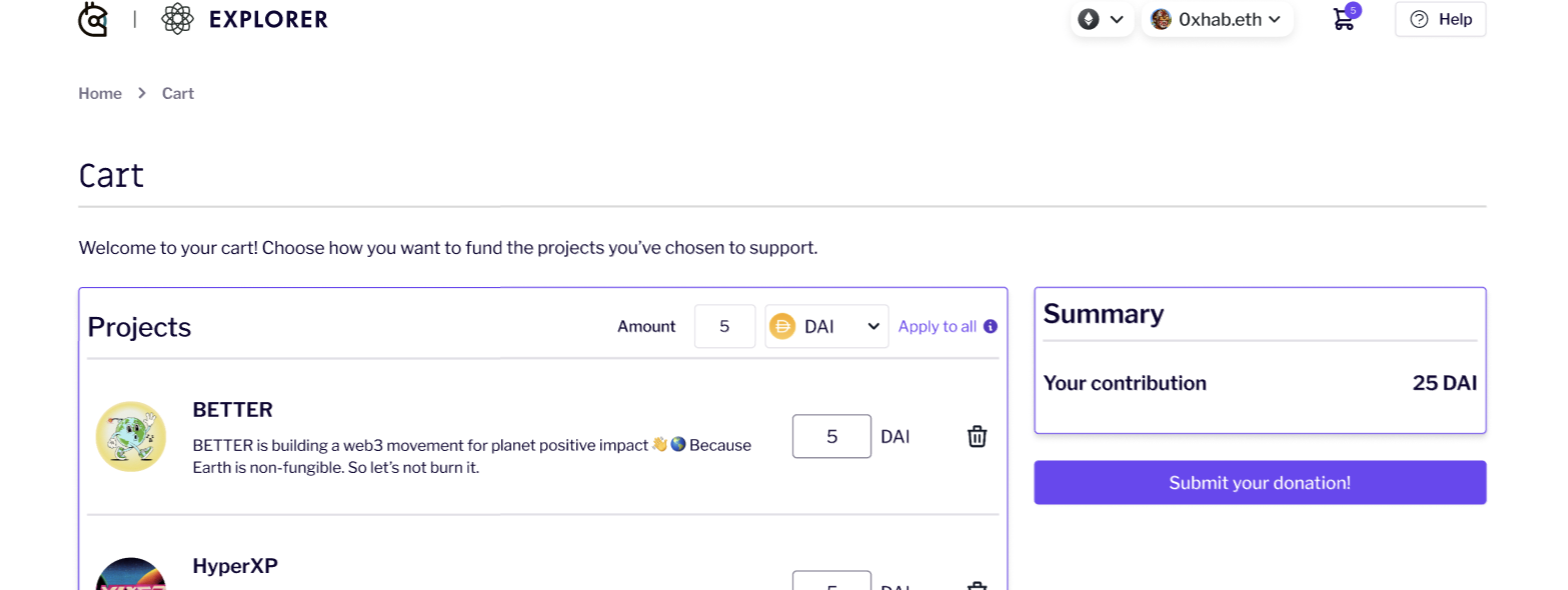 EXPLORER
0xhab.eth
5
Help
Home > Cart
Cart
Welcome to your cart! Choose how you want to fund the projects you've chosen to support.
Projects
Amount 5 DAI Apply to all
BETTER
BETTER is building a web3 movement for planet positive impact 👋🌎 Because
Earth is non-fungible. So let's not burn it.
5 DAI
HyperXP
5 DAI
Summary
Your contribution 25 DAI
Submit your donation!